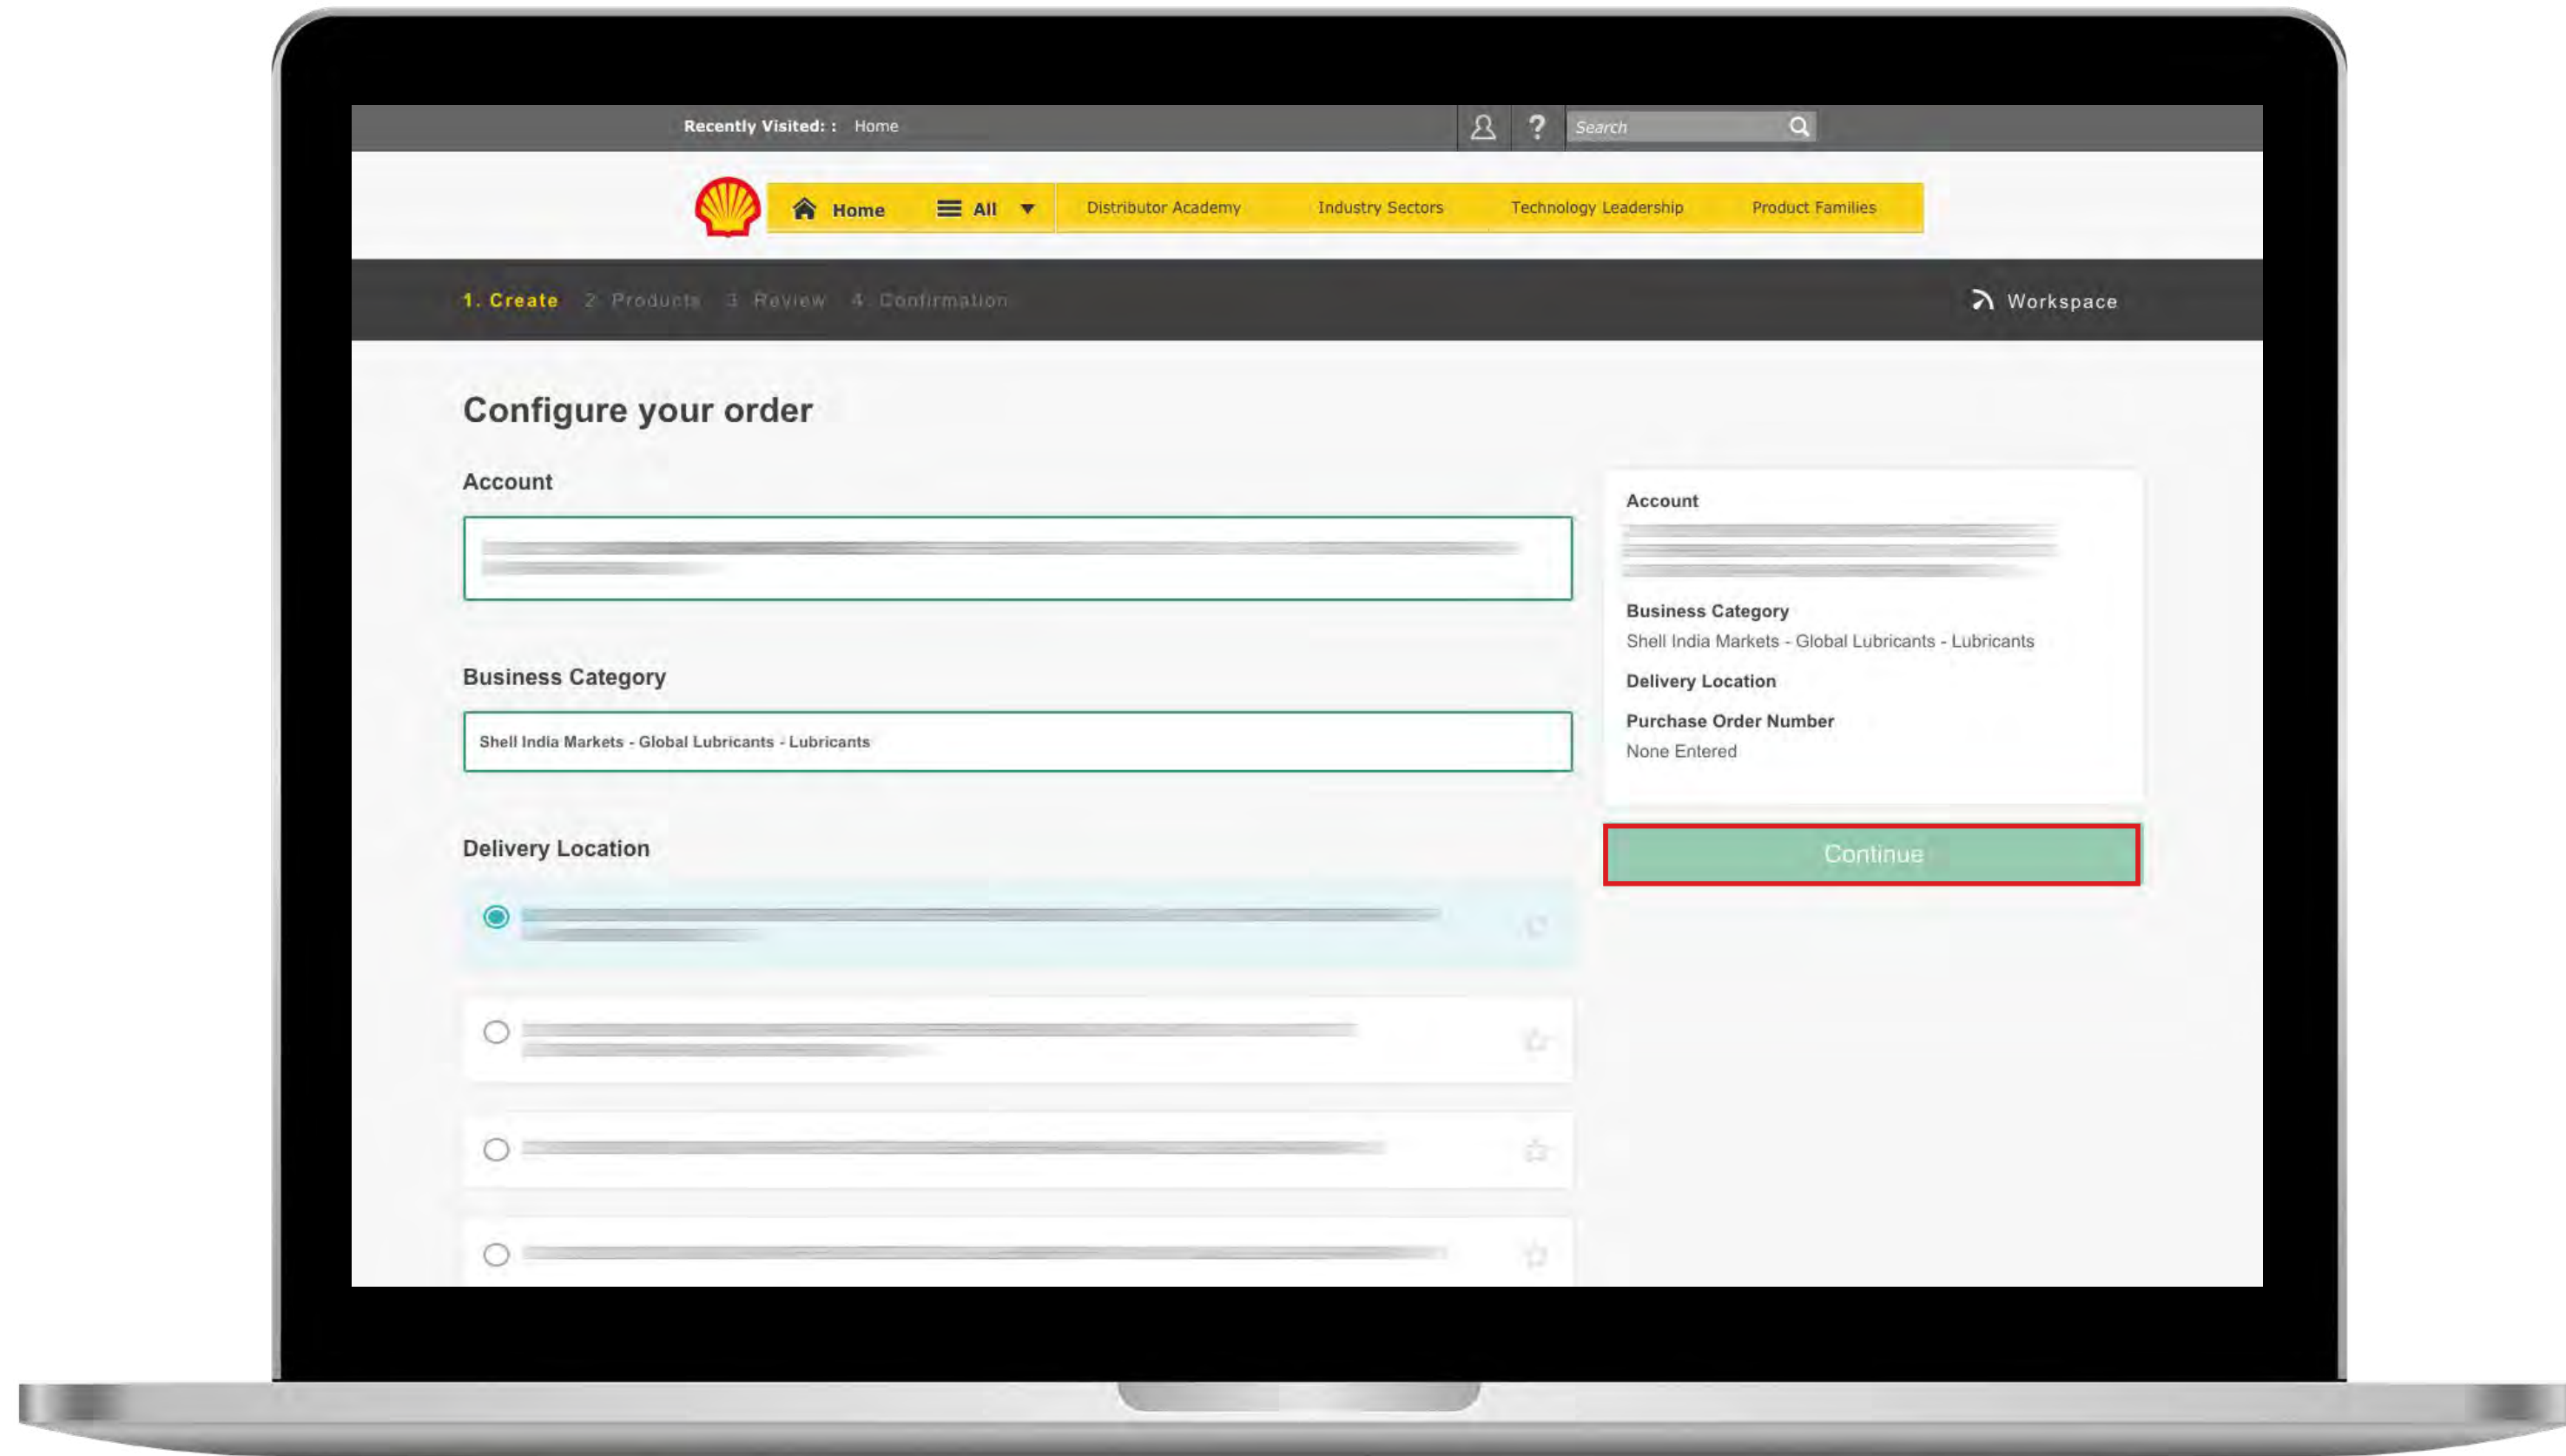 Recently Visited: : Home
? Search
Home All Distributor Academy Industry Sectors Technology Leadership Product Families
1. Create 2. Products 3. Review 4. Confirmation Workspace
Configure your order
Account
Business Category
Shell India Markets - Global Lubricants - Lubricants
Delivery Location
Account
Business Category
Shell India Markets - Global Lubricants - Lubricants
Delivery Location
Purchase Order Number
None Entered
Continue